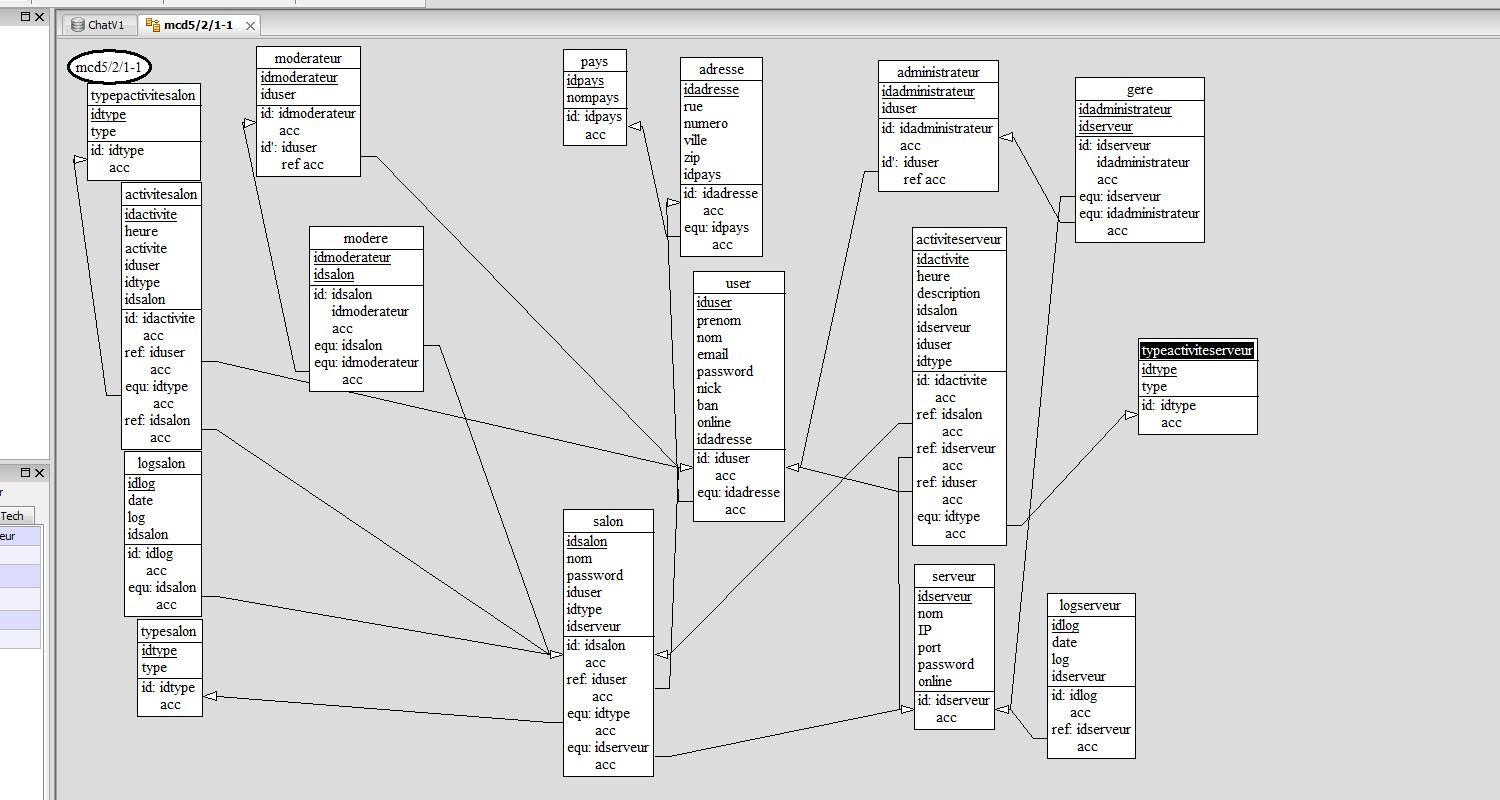 ChatV1
mcd5/2/1-1
r
Tech
eur
mcd5/2/1-1
typepactivitesalon
idtype
type
id: idtype
acc
activitesalon
idactivite
heure
activite
iduser
idtype
idsalon
id: idactivite
acc
ref: iduser
acc
equ: idtype
acc
ref: idsalon
acc
logsalon
idlog
date
log
idsalon
id: idlog
acc
equ: idsalon
acc
typesalon
idtype
type
id: idtype
acc
moderateur
idmoderateur
iduser
id: idmoderateur
acc
id': iduser
ref acc
modere
idmoderateur
idsalon
id: idsalon
idmoderateur
acc
equ: idsalon
equ: idmoderateur
acc
pays
idpays
nompays
id: idpays
acc
adresse
idadresse
rue
numero
ville
zip
idpays
id: idadresse
acc
equ: idpays
acc
user
iduser
prenom
nom
email
password
nick
ban
online
idadresse
id: iduser
acc
equ: idadresse
acc
salon
idsalon
nom
password
iduser
idtype
idserveur
id: idsalon
acc
ref: iduser
acc
equ: idtype
acc
equ: idserveur
acc
administrateur
idadministrateur
iduser
id: idadministrateur
acc
id': iduser
ref acc
activiteserveur
idactivite
heure
description
idsalon
idserveur
iduser
idtype
id: idactivite
acc
ref: idsalon
acc
ref: idserveur
acc
ref: iduser
acc
equ: idtype
acc
serveur
idserveur
nom
IP
port
password
online
id: idserveur
acc
gere
idadministrateur
idserveur
id: idserveur
idadministrateur
acc
equ: idserveur
equ: idadministrateur
acc
typeactiviteserveur
idtype
type
id: idtype
acc
logserveur
idlog
date
log
idserveur
id: idlog
acc
ref: idserveur
acc